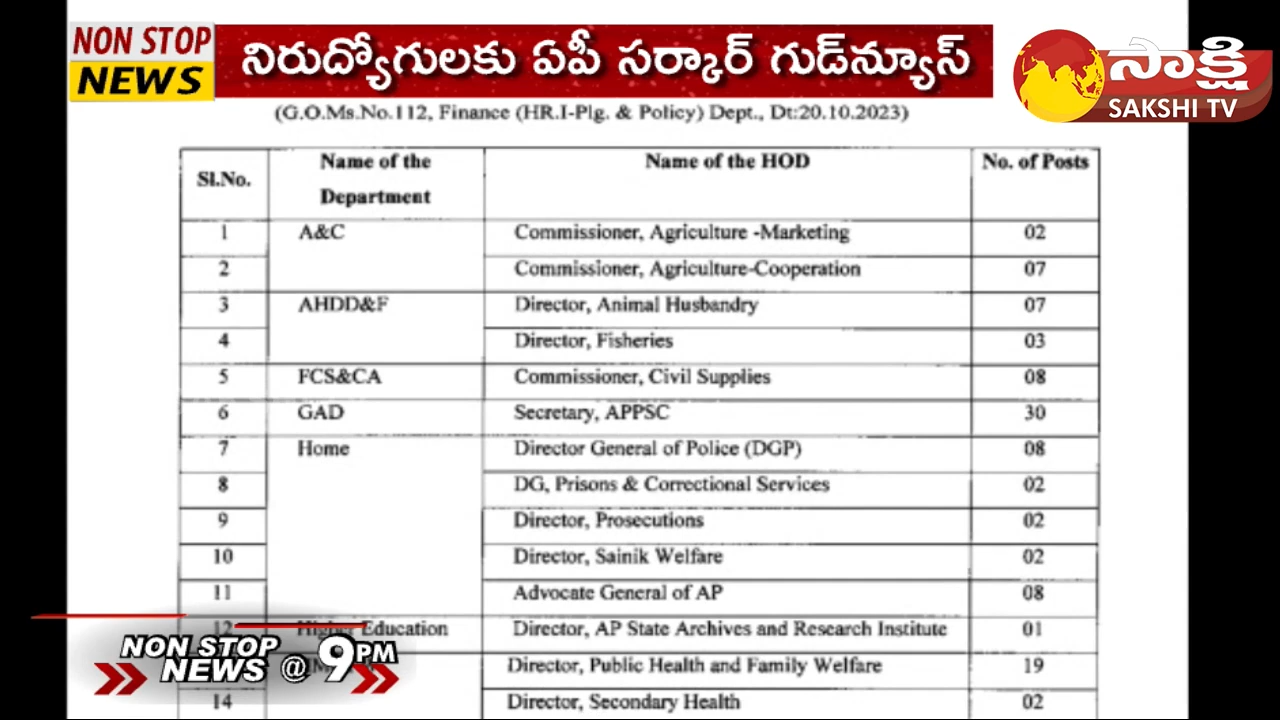 NON STOP
NEWS
నిరుద్యోగులకు ఏపీ సర్కార్ గుడ్‌న్యూస్
సాక్షి
SAKSHI TV
(G.O.Ms.No.112, Finance (HR.I-Plg. & Policy) Dept., Dt:20.10.2023)
Sl.No. Name of the Department Name of the HOD No. of Posts
1 A&C Commissioner, Agriculture -Marketing 02
2 Commissioner, Agriculture-Cooperation 07
3 AHDD&F Director, Animal Husbandry 07
4 Director, Fisheries 03
5 FCS&CA Commissioner, Civil Supplies 08
6 GAD Secretary, APPSC 30
7 Home Director General of Police (DGP) 08
8 DG, Prisons & Correctional Services 02
9 Director, Prosecutions 02
10 Director, Sainik Welfare 02
11 Advocate General of AP 08
12 Higher Education Director, AP State Archives and Research Institute 01
Director, Public Health and Family Welfare 19
14 Director, Secondary Health 02
NON STOP
NEWS @ 9PM